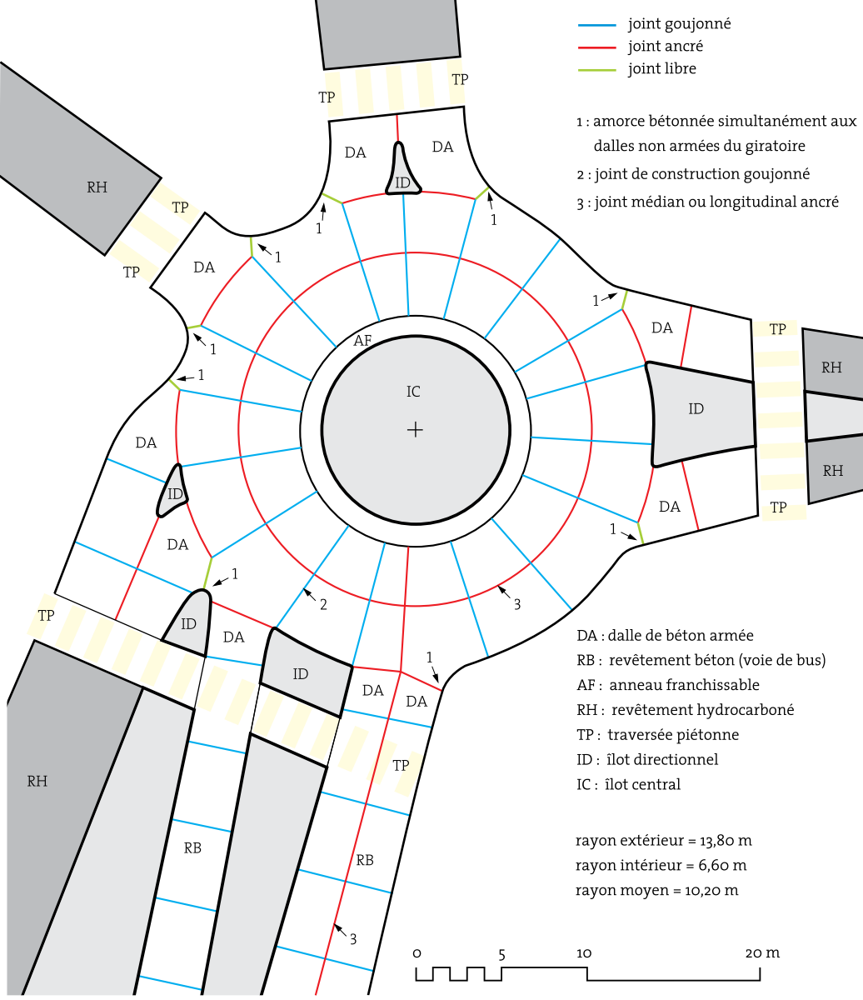 joint goujonné
joint ancré
joint libre
1 : amorce bétonnée simultanément aux
dalles non armées du giratoire
2 : joint de construction goujonné
3 : joint médian ou longitudinal ancré
TP
TP
DA
DA
ID
RH
TP
TP
1
1
1
DA
1
1
1
AF
IC
DA
TP
RH
ID
RH
DA
TP
1
DA
ID
DA
1
TP
ID
DA
2
3
ID
1
DA
DA
TP
RH
RB
RB
3
DA : dalle de béton armée
RB : revêtement béton (voie de bus)
AF : anneau franchissable
RH : revêtement hydrocarboné
TP : traversée piétonne
ID : îlot directionnel
IC : îlot central
rayon extérieur = 13,80 m
rayon intérieur = 6,60 m
rayon moyen = 10,20 m
0 5 10 20 m